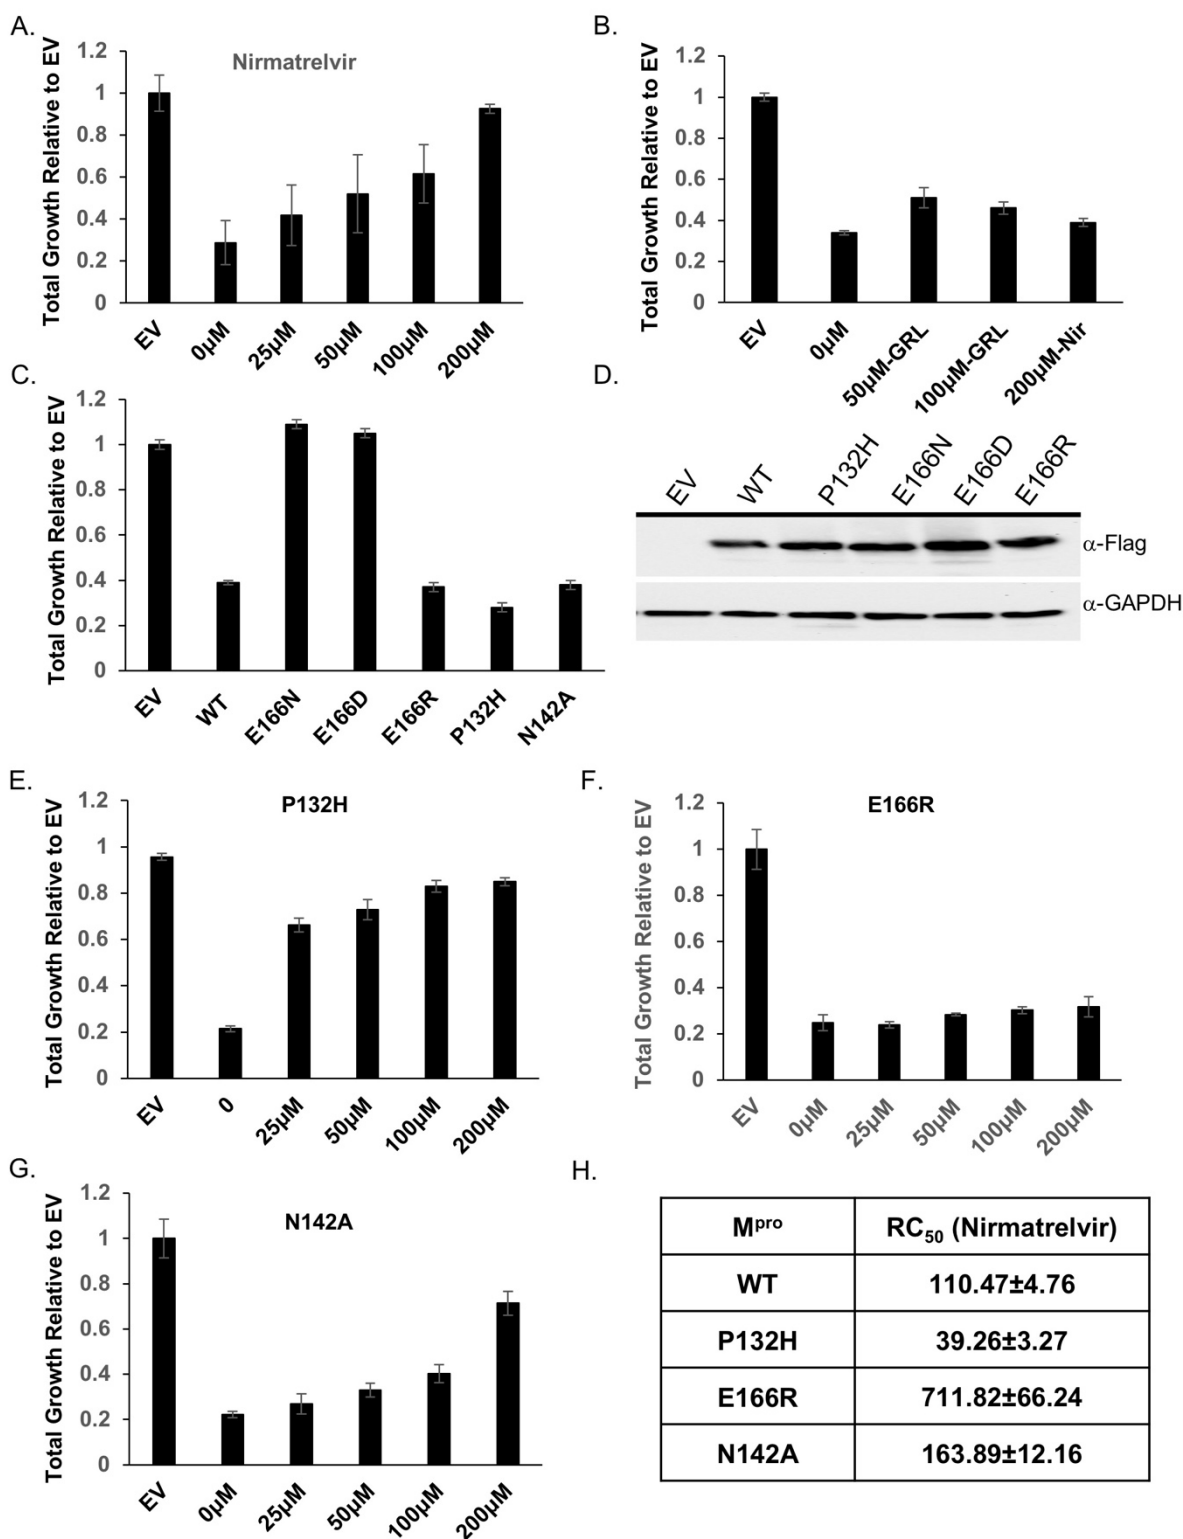 A.
Total Growth Relative to EV
1.2
1
0.8
0.6
0.4
0.2
0
Nirmatrelvir
EV
0µM
25µM
50µM
100µM
200µM
B.
Total Growth Relative to EV
1.2
1
0.8
0.6
0.4
0.2
0
EV
0µM
50µM-GRL
100µM-GRL
200µM-Nir
C.
Total Growth Relative to EV
1.2
1
0.8
0.6
0.4
0.2
0
EV
WT
E166N
E166D
E166R
P132H
N142A
D.
EV
WT
P132H
E166N
E166D
E166R
α-Flag
α-GAPDH
E.
Total Growth Relative to EV
1.2
1
0.8
0.6
0.4
0.2
0
P132H
EV
0
25µM
50µM
100µM
200µM
F.
Total Growth Relative to EV
1.2
1
0.8
0.6
0.4
0.2
0
E166R
EV
0µM
25µM
50µM
100µM
200µM
G.
Total Growth Relative to EV
1.2
1
0.8
0.6
0.4
0.2
0
N142A
EV
0µM
25µM
50µM
100µM
200µM
H.
Mᵖʳᵒ RC₅₀ (Nirmatrelvir)
WT 110.47±4.76
P132H 39.26±3.27
E166R 711.82±66.24
N142A 163.89±12.16